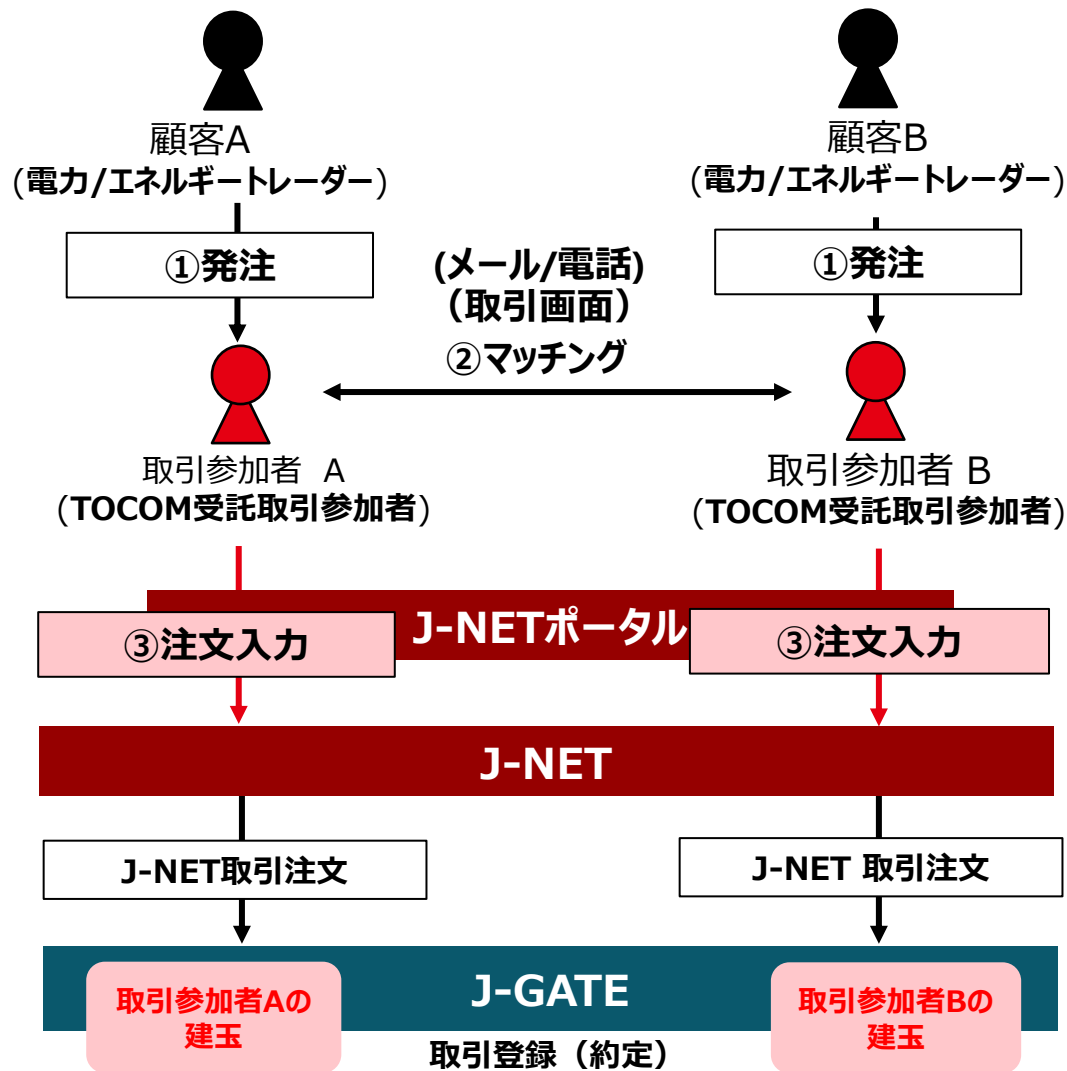 顧客A
(電力/エネルギートレーダー)
顧客B
(電力/エネルギートレーダー)
①発注
(メール/電話)
（取引画面）
②マッチング
①発注
取引参加者 A
(TOCOM受託取引参加者)
取引参加者 B
(TOCOM受託取引参加者)
J-NETポータル
③注文入力
③注文入力
J-NET
J-NET取引注文
J-NET 取引注文
J-GATE
取引参加者Aの
建玉
取引参加者Bの
建玉
取引登録（約定）